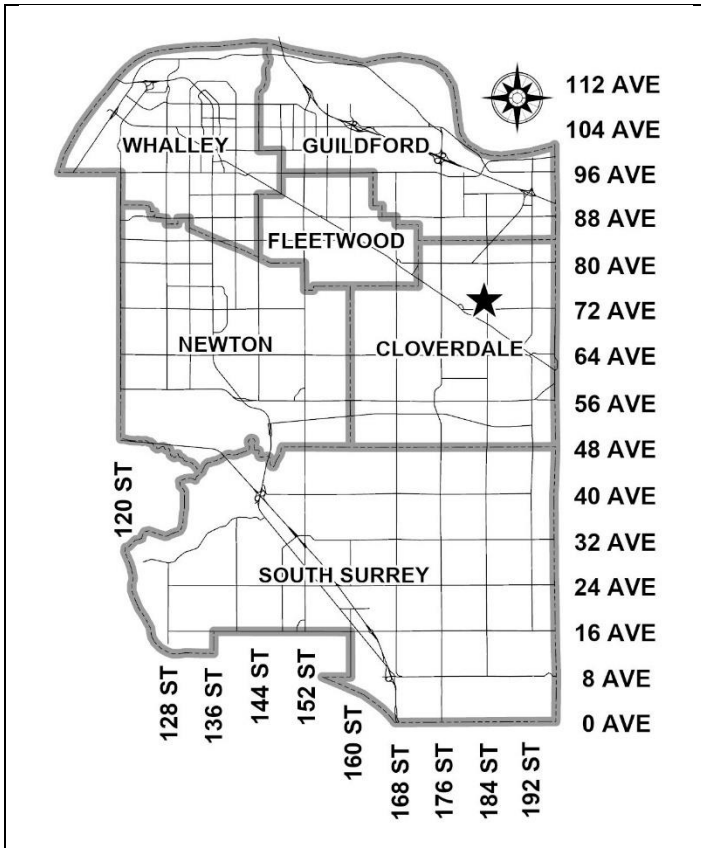 112 AVE
104 AVE
WHALLEY
GUILDFORD
96 AVE
88 AVE
FLEETWOOD
80 AVE
72 AVE
NEWTON
CLOVERDALE
64 AVE
56 AVE
48 AVE
120 ST
40 AVE
32 AVE
SOUTH SURREY
24 AVE
16 AVE
128 ST
136 ST
144 ST
152 ST
160 ST
8 AVE
0 AVE
168 ST
176 ST
184 ST
192 ST